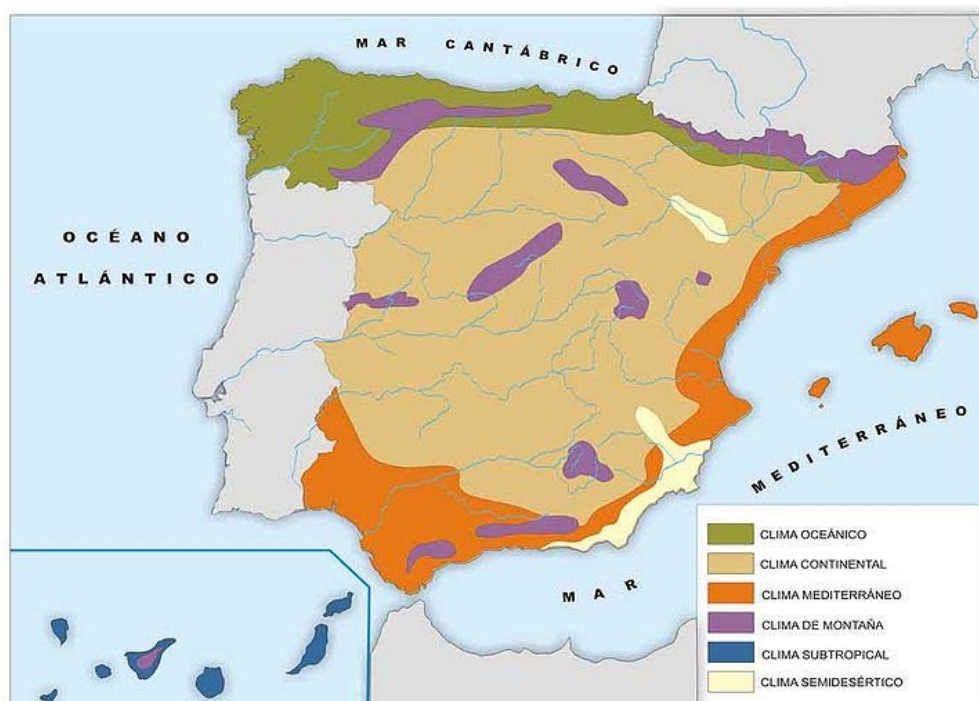 MAR CANTÁBRICO
OCÉANO
ATLÁNTICO
MAR MEDITERRÁNEO
CLIMA OCEÁNICO
CLIMA CONTINENTAL
CLIMA MEDITERRÁNEO
CLIMA DE MONTAÑA
CLIMA SUBTROPICAL
CLIMA SEMIDESÉRTICO